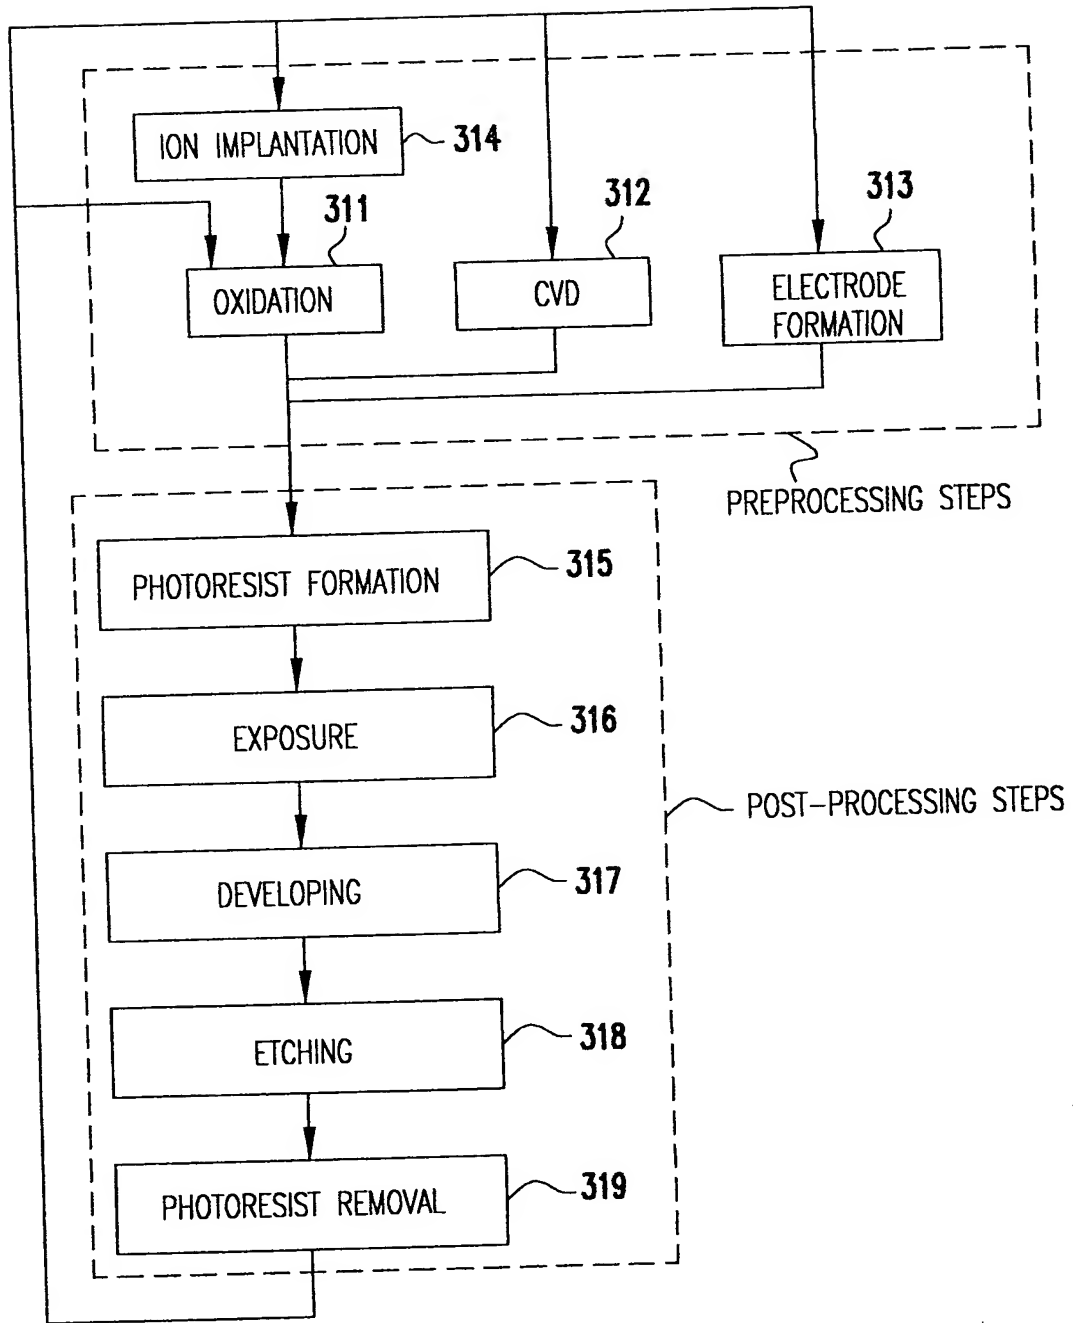 ION IMPLANTATION
314
311
312
313
OXIDATION
CVD
ELECTRODE
FORMATION
PREPROCESSING STEPS
PHOTORESIST FORMATION
315
EXPOSURE
316
POST-PROCESSING STEPS
DEVELOPING
317
ETCHING
318
PHOTORESIST REMOVAL
319